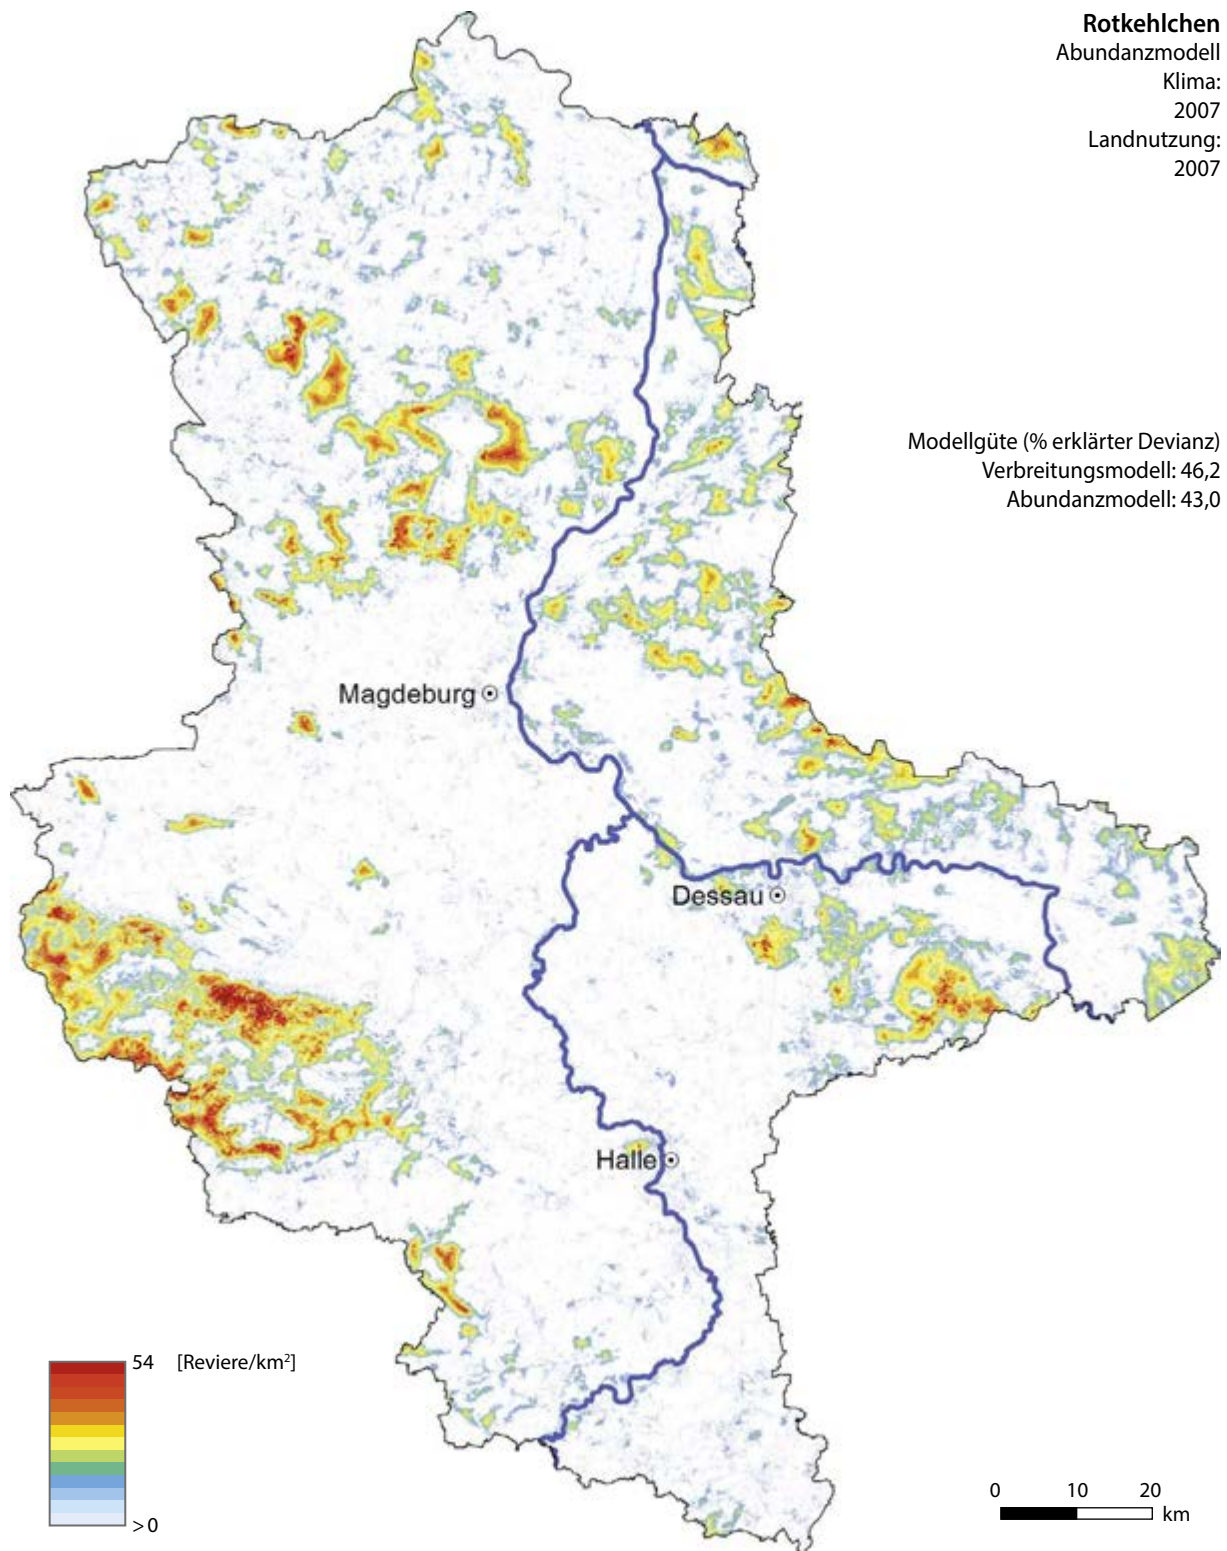 Rotkehlchen
Abundanzmodell
Klima:
2007
Landnutzung:
2007
Modellgüte (% erklärter Devianz)
Verbreitungsmodell: 46,2
Abundanzmodell: 43,0
Magdeburg
Dessau
Halle
54 [Reviere/km²]
>0
0 10 20
km